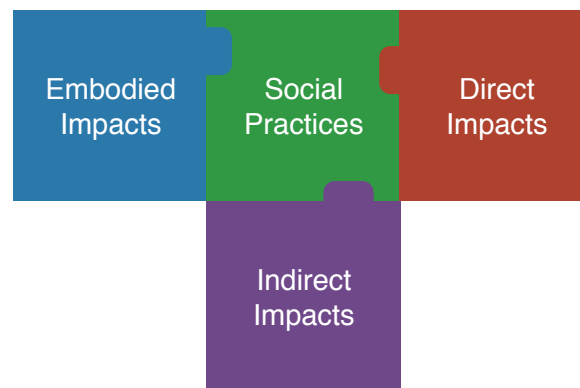 Embodied
Impacts
Social
Practices
Direct
Impacts
Indirect
Impacts